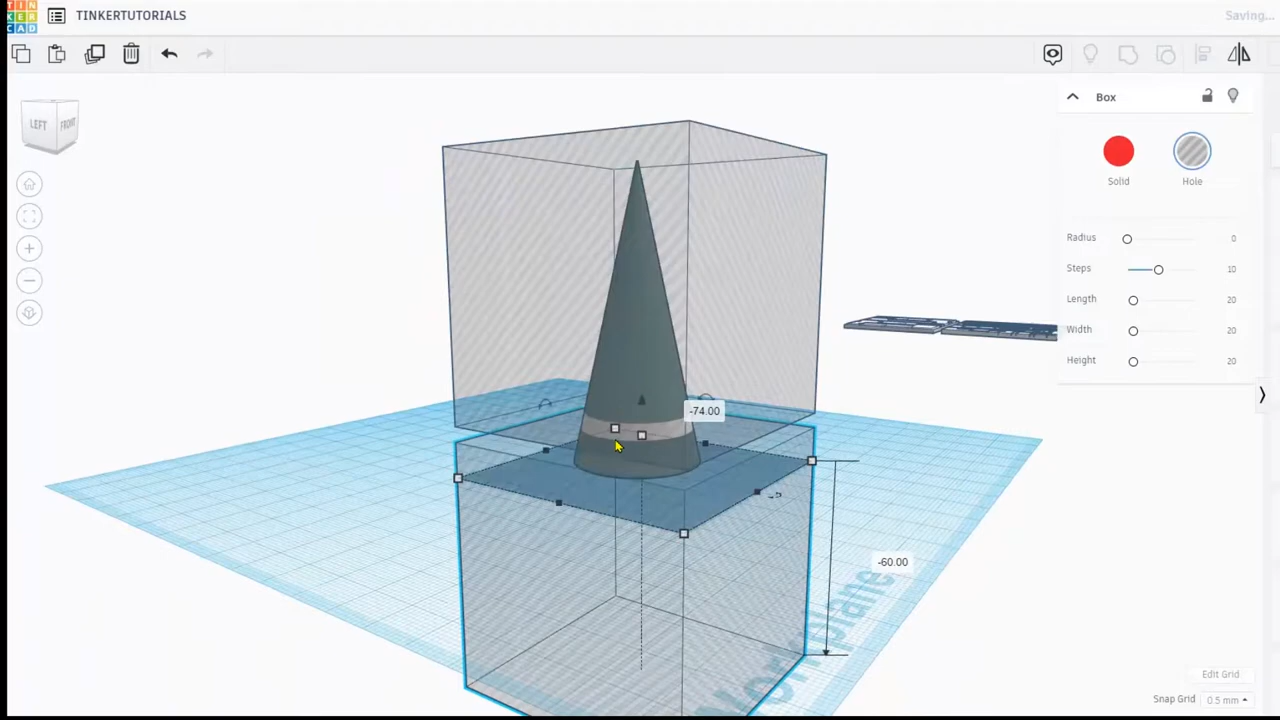 TIN
KER
CAD
TINKERTUTORIALS
Saving...
LEFT
FRONT
Box
Solid
Hole
Radius
0
Steps
10
Length
20
Width
20
Height
20
-74.00
-60.00
Workplane
Edit Grid
Snap Grid
0.5 mm